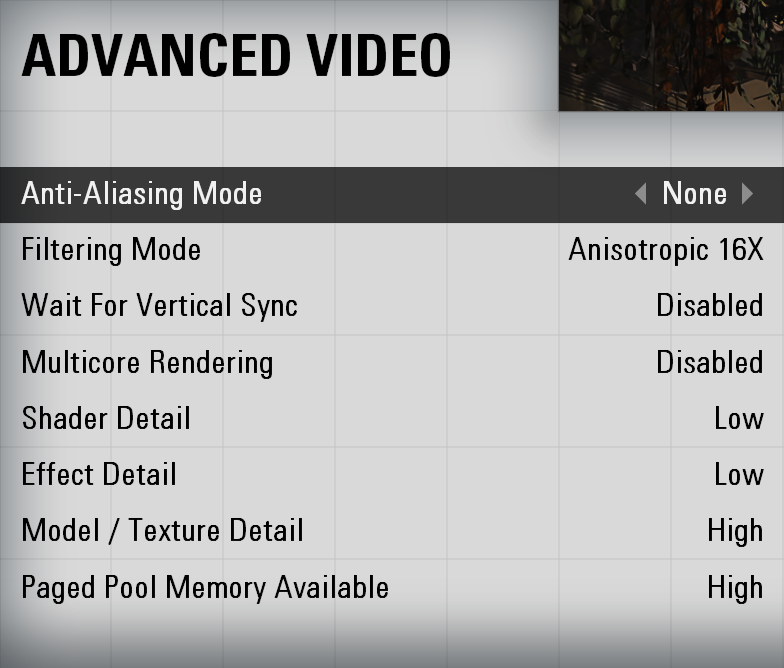 ADVANCED VIDEO
Anti-Aliasing Mode None
Filtering Mode Anisotropic 16X
Wait For Vertical Sync Disabled
Multicore Rendering Disabled
Shader Detail Low
Effect Detail Low
Model / Texture Detail High
Paged Pool Memory Available High